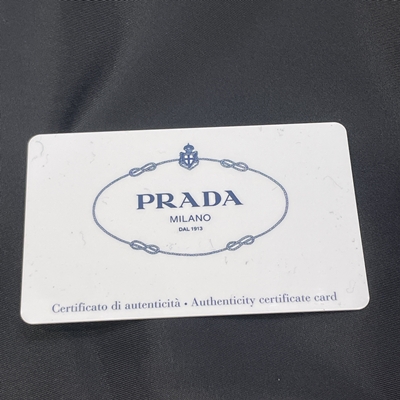 PRADA
MILANO
DAL 1913
Certificato di autenticità • Authenticity certificate card